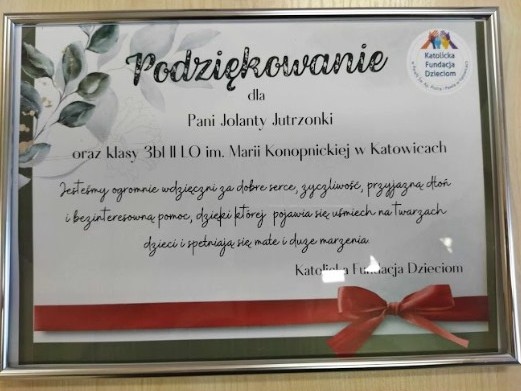 Podziękowanie
dla
Pani Jolanty Jutrzonki
oraz klasy 3b1 II LO im. Marii Konopnickiej w Katowicach
Jesteśmy ogromnie wdzięczni za dobre serce, życzliwość, przyjazną dłoń
i bezinteresowną pomoc, dzięki której pojawia się uśmiech na twarzach
dzieci i spełniają się małe i duże marzenia.
Katolicka Fundacja Dzieciom
Katolicka
Fundacja
Dzieciom